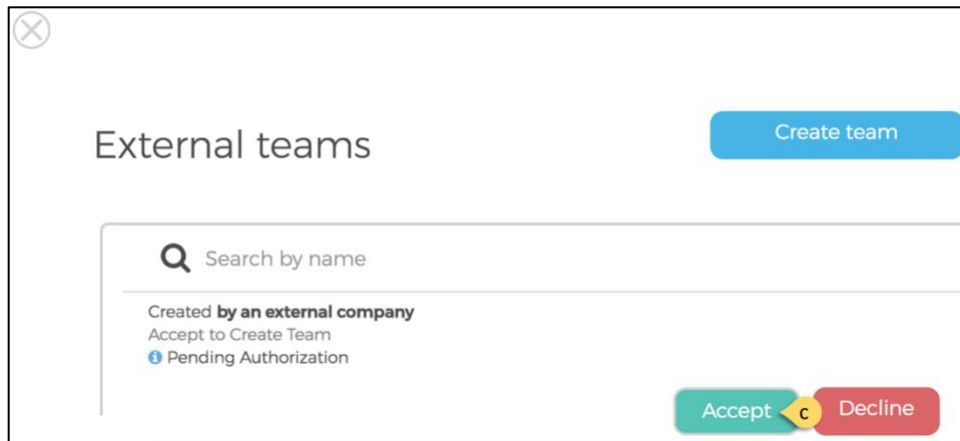 External teams
Create team
Search by name
Created by an external company
Accept to Create Team
Pending Authorization
Accept
c
Decline